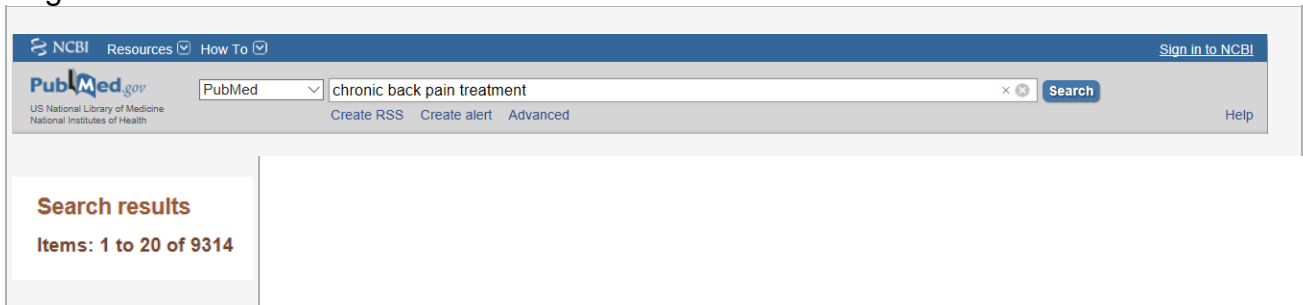 NCBI Resources How To Sign in to NCBI
PubMed.gov
US National Library of Medicine
National Institutes of Health
PubMed chronic back pain treatment Search
Create RSS Create alert Advanced Help
Search results
Items: 1 to 20 of 9314